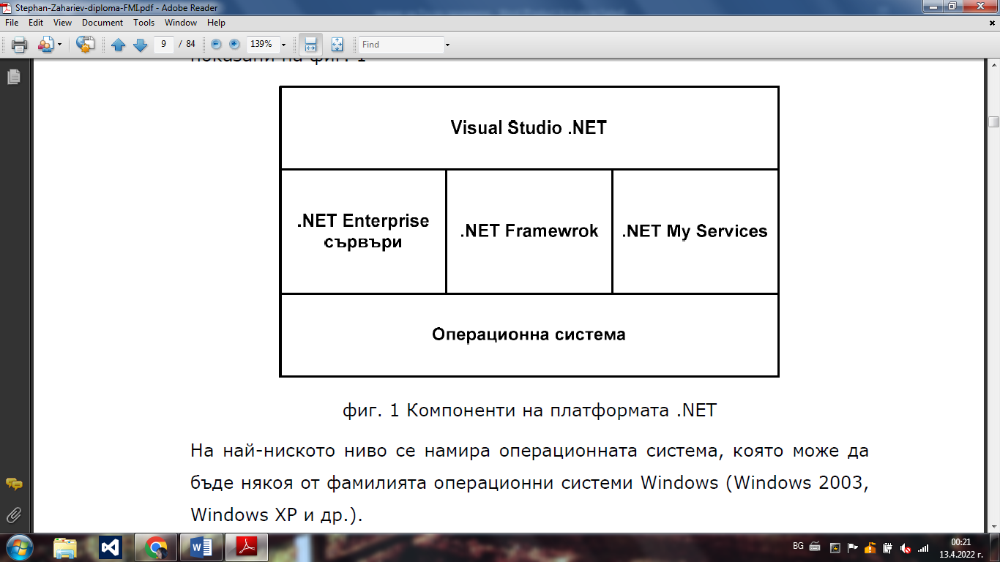 Stephan-Zahariev-diploma-FMI.pdf - Adobe Reader
File Edit View Document Tools Window Help
9 / 84 139% Find
показани на фиг. 1
Visual Studio .NET
.NET Enterprise
сървъри
.NET Framewrok
.NET My Services
Операционна система
фиг. 1 Компоненти на платформата .NET
На най-ниското ниво се намира операционната система, която може да
бъде някоя от фамилията операционни системи Windows (Windows 2003,
Windows XP и др.).
BG
00:21
13.4.2022 г.